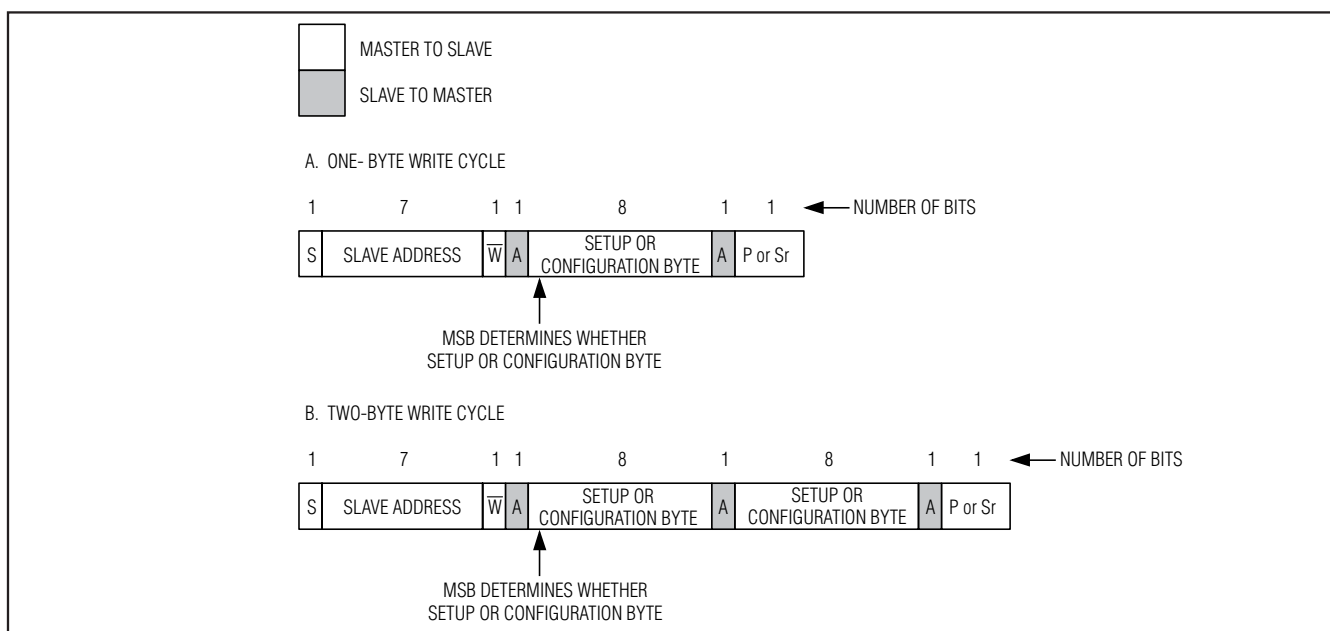 MASTER TO SLAVE
SLAVE TO MASTER
A. ONE- BYTE WRITE CYCLE
1 7 1 1 8 1 1 NUMBER OF BITS
S SLAVE ADDRESS W̅ A SETUP OR CONFIGURATION BYTE A P or Sr
MSB DETERMINES WHETHER
SETUP OR CONFIGURATION BYTE
B. TWO-BYTE WRITE CYCLE
1 7 1 1 8 1 8 1 1 NUMBER OF BITS
S SLAVE ADDRESS W̅ A SETUP OR CONFIGURATION BYTE A SETUP OR CONFIGURATION BYTE A P or Sr
MSB DETERMINES WHETHER
SETUP OR CONFIGURATION BYTE